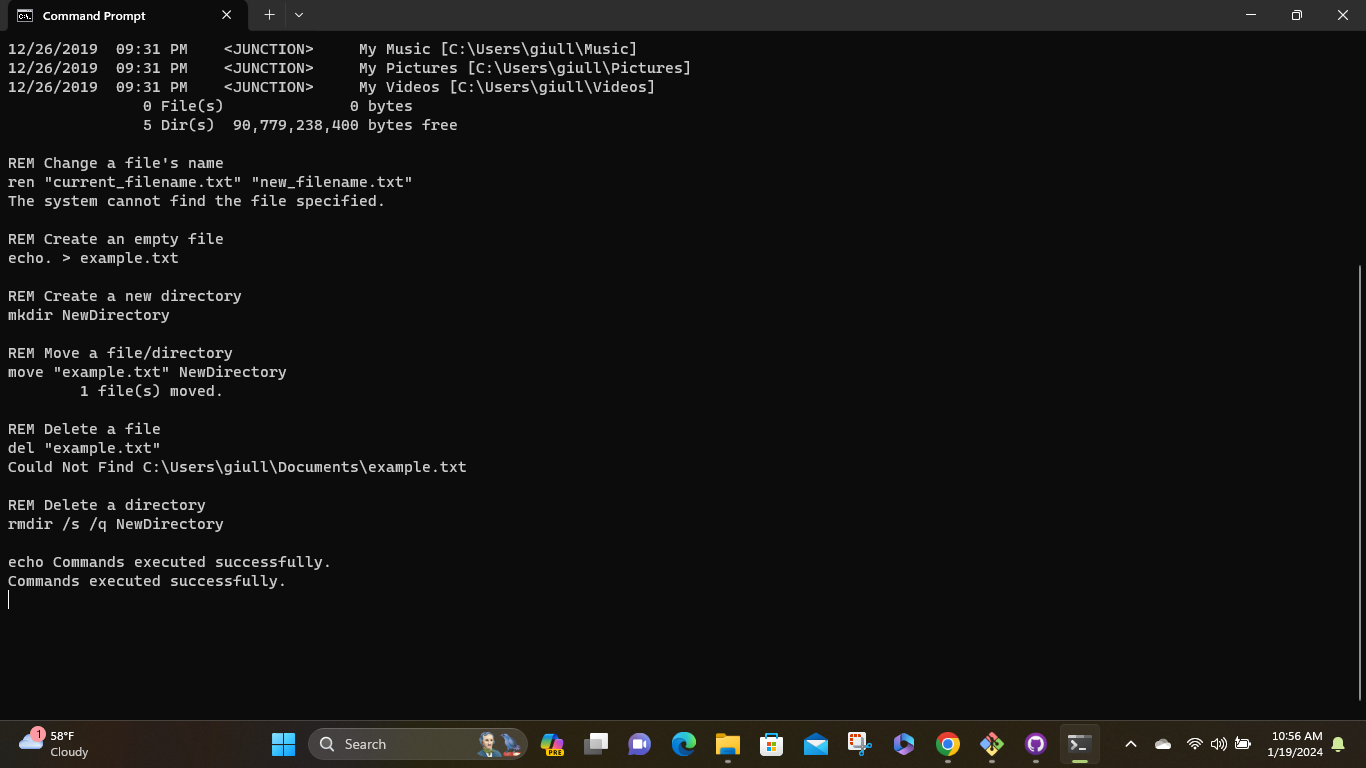 Command Prompt
12/26/2019  09:31 PM    <JUNCTION>     My Music [C:\Users\giull\Music]
12/26/2019  09:31 PM    <JUNCTION>     My Pictures [C:\Users\giull\Pictures]
12/26/2019  09:31 PM    <JUNCTION>     My Videos [C:\Users\giull\Videos]
               0 File(s)              0 bytes
               5 Dir(s)  90,779,238,400 bytes free
REM Change a file's name
ren "current_filename.txt" "new_filename.txt"
The system cannot find the file specified.
REM Create an empty file
echo. > example.txt
REM Create a new directory
mkdir NewDirectory
REM Move a file/directory
move "example.txt" NewDirectory
        1 file(s) moved.
REM Delete a file
del "example.txt"
Could Not Find C:\Users\giull\Documents\example.txt
REM Delete a directory
rmdir /s /q NewDirectory
echo Commands executed successfully.
Commands executed successfully.
1
58°F
Cloudy
Search
PRE
10:56 AM
1/19/2024